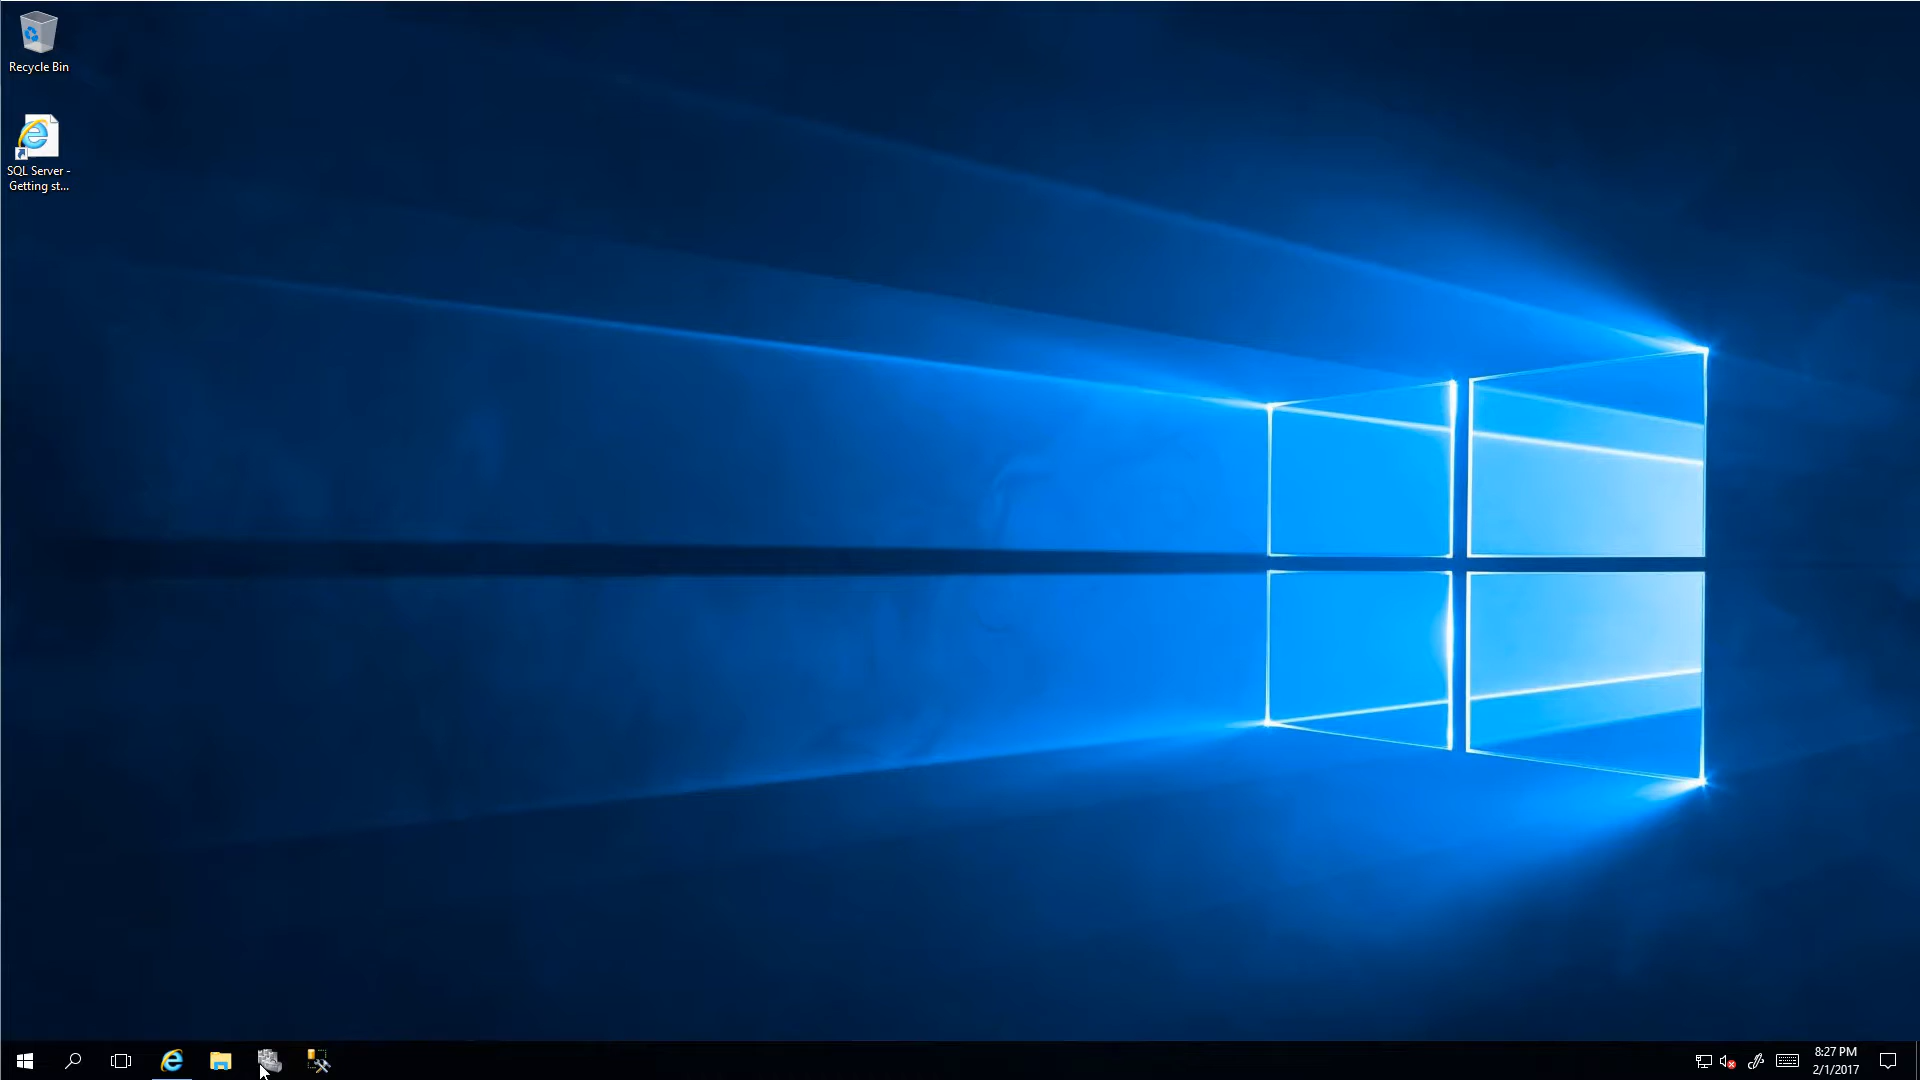 Recycle Bin
SQL Server -
Getting st...
8:27 PM
2/1/2017